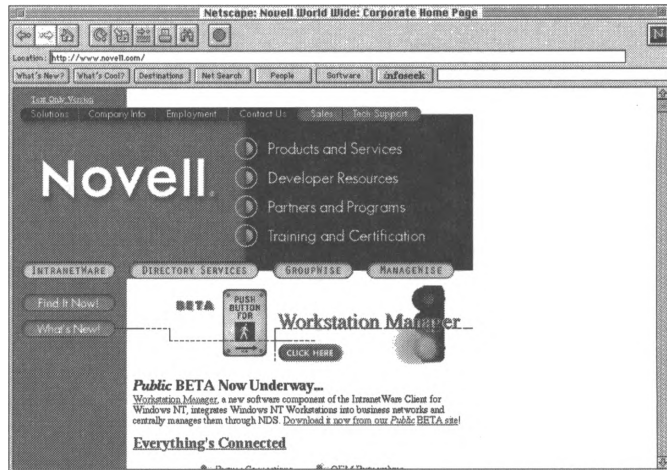 Netscape: Novell World Wide: Corporate Home Page
Location: http://www.novell.com/
What's New? What's Cool? Destinations Net Search People Software infoseek
Text Only Version
Solutions Company Info Employment Contact Us Sales Tech Support
Novell.
Products and Services
Developer Resources
Partners and Programs
Training and Certification
INTRANETWARE DIRECTORY SERVICES GROUPWISE MANAGEWISE
Find It Now!
What's New!
BETA
PUSH
BUTTON
FOR
Workstation Manager
CLICK HERE
Public BETA Now Underway...
Workstation Manager, a new software component of the IntranetWare Client for
Windows NT, integrates Windows NT Workstations into business networks and
centrally manages them through NDS. Download it now from our Public BETA site!
Everything's Connected